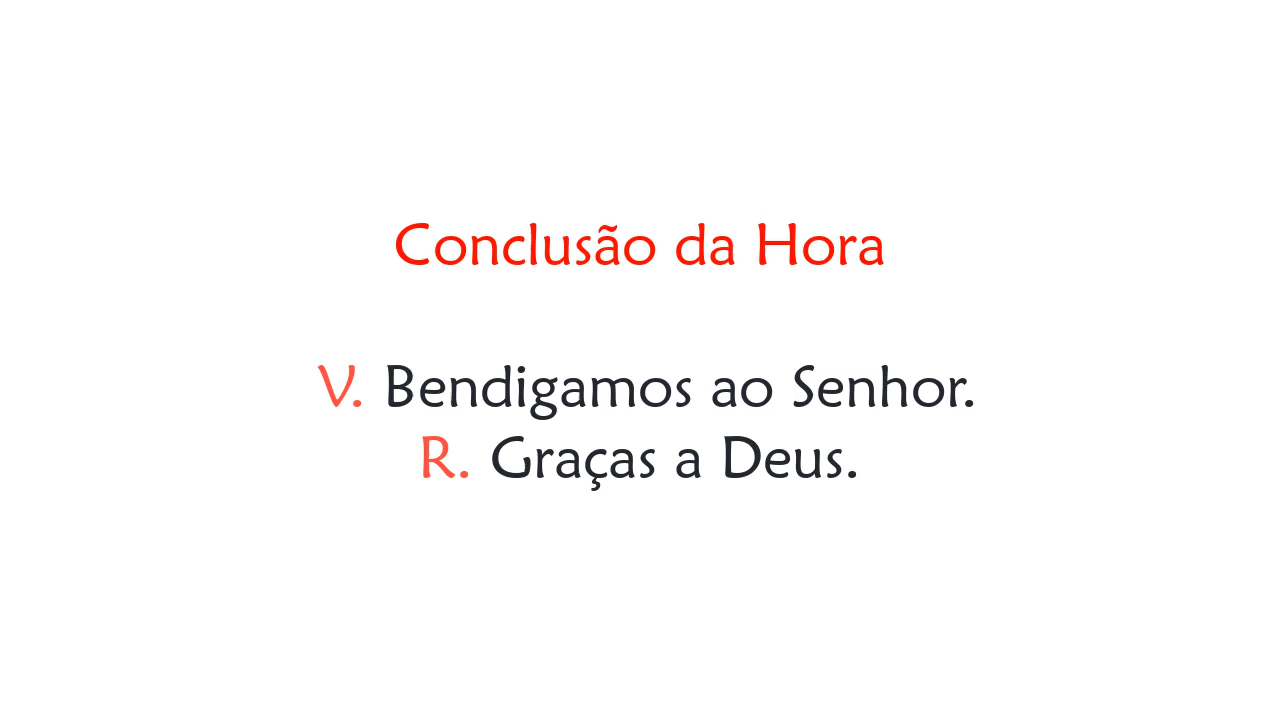 Conclusão da Hora
V. Bendigamos ao Senhor.
R. Graças a Deus.